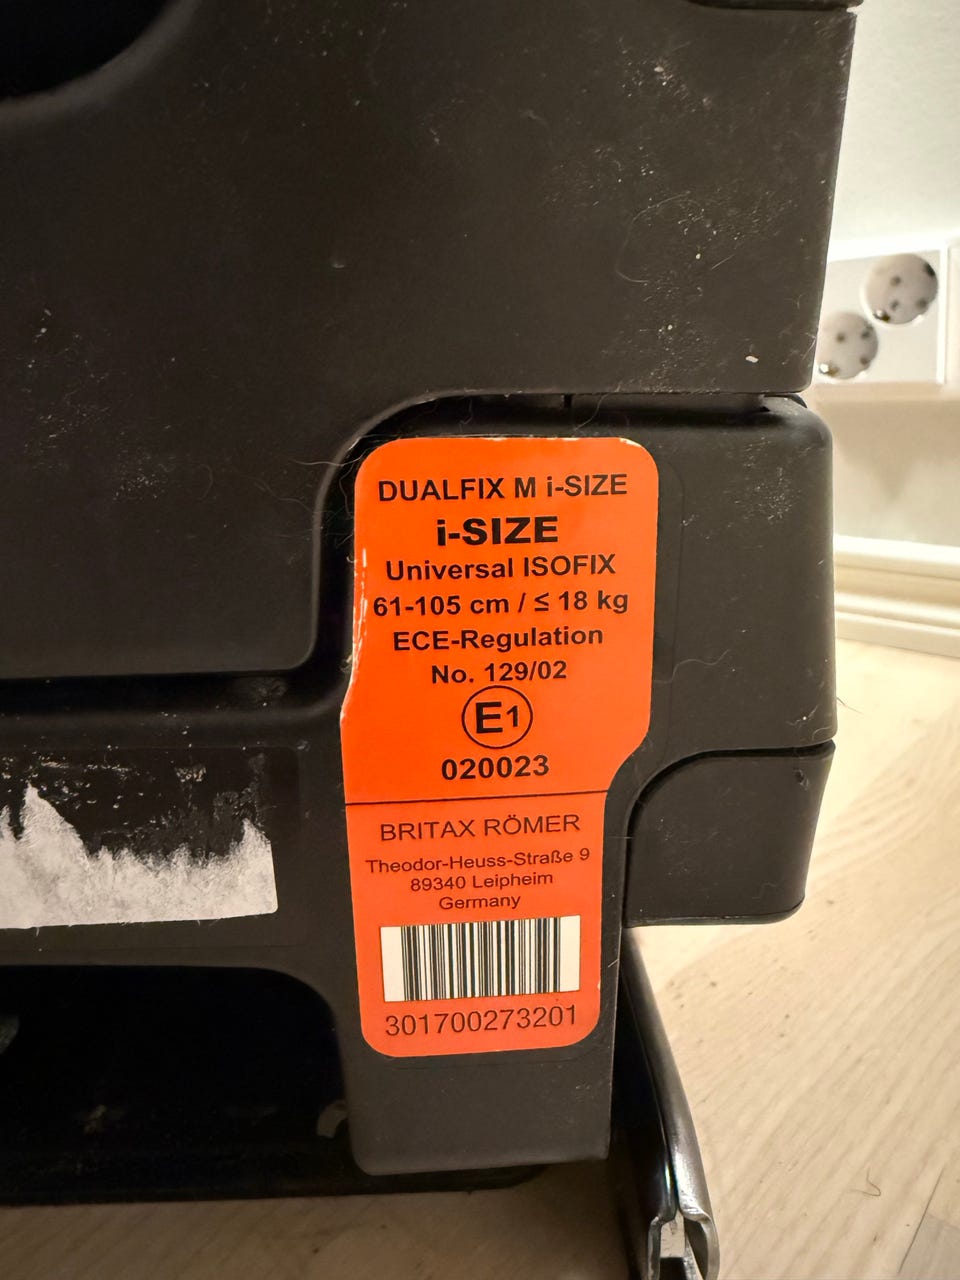 DUALFIX M i-SIZE
i-SIZE
Universal ISOFIX
61-105 cm / ≤ 18 kg
ECE-Regulation
No. 129/02
E1
020023
BRITAX RÖMER
Theodor-Heuss-Straße 9
89340 Leipheim
Germany
301700273201